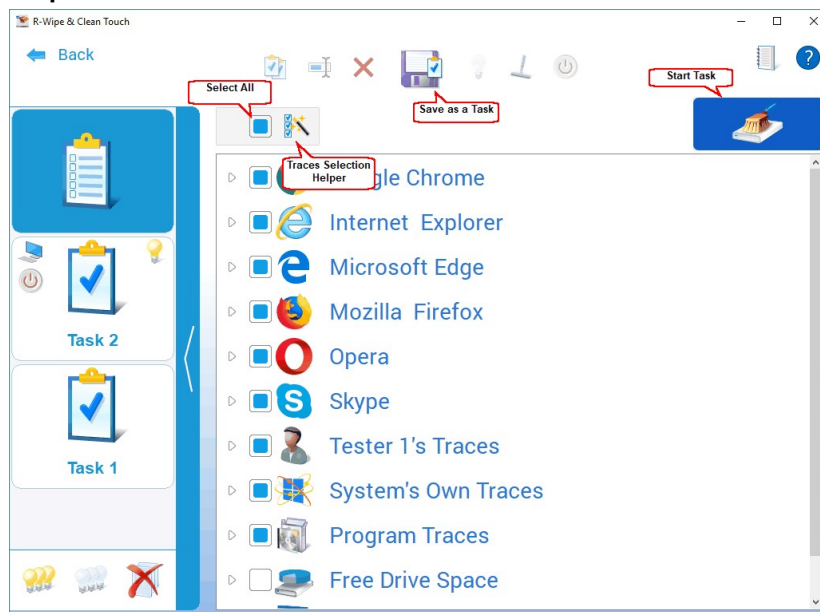 R-Wipe & Clean Touch
Back
Select All
Save as a Task
Start Task
Traces Selection
Helper
gle Chrome
Internet Explorer
Microsoft Edge
Mozilla Firefox
Opera
Skype
Tester 1's Traces
System's Own Traces
Program Traces
Free Drive Space
Task 2
Task 1